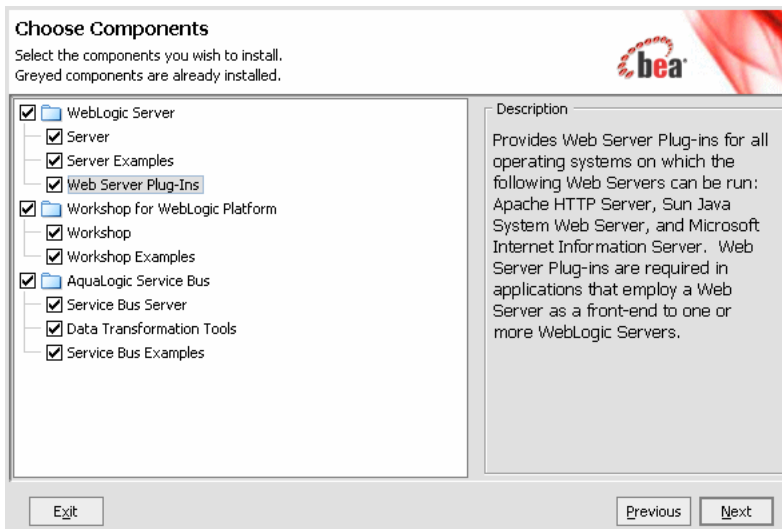 Choose Components
Select the components you wish to install.
Greyed components are already installed.
bea
WebLogic Server
Server
Server Examples
Web Server Plug-Ins
Workshop for WebLogic Platform
Workshop
Workshop Examples
AquaLogic Service Bus
Service Bus Server
Data Transformation Tools
Service Bus Examples
Description
Provides Web Server Plug-ins for all
operating systems on which the
following Web Servers can be run:
Apache HTTP Server, Sun Java
System Web Server, and Microsoft
Internet Information Server.  Web
Server Plug-ins are required in
applications that employ a Web
Server as a front-end to one or
more WebLogic Servers.
Exit
Previous
Next